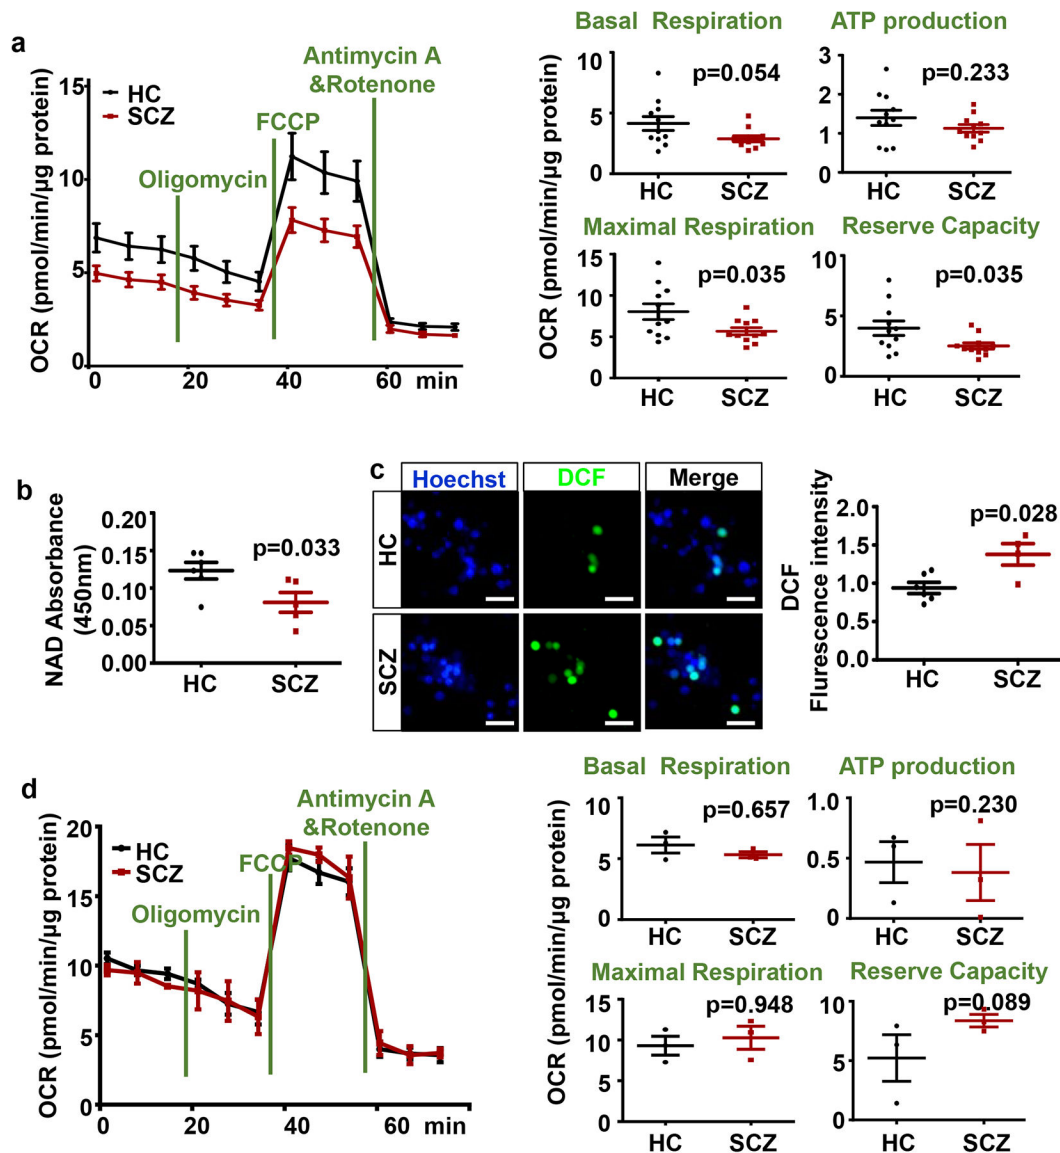 a
OCR (pmol/min/µg protein)
15
10
5
0
HC
SCZ
Oligomycin
FCCP
Antimycin A
&Rotenone
0 20 40 60 min
OCR (pmol/min/µg protein)
Basal Respiration
10
5
0
p=0.054
HC SCZ
ATP production
3
2
1
0
p=0.233
HC SCZ
Maximal Respiration
15
10
5
0
p=0.035
HC SCZ
Reserve Capacity
10
5
0
p=0.035
HC SCZ
b
NAD Absorbance
(450nm)
0.20
0.15
0.10
0.05
0.00
p=0.033
HC SCZ
c
Hoechst DCF Merge
HC
SCZ
DCF
Flurescence intensity
2.0
1.5
1.0
0.5
0.0
p=0.028
HC SCZ
d
OCR (pmol/min/µg protein)
20
15
10
5
0
HC
SCZ
Oligomycin
FCCP
Antimycin A
&Rotenone
0 20 40 60 min
OCR (pmol/min/µg protein)
Basal Respiration
10
5
0
p=0.657
HC SCZ
ATP production
1.0
0.5
0
p=0.230
HC SCZ
Maximal Respiration
15
10
5
0
p=0.948
HC SCZ
Reserve Capacity
10
5
0
p=0.089
HC SCZ